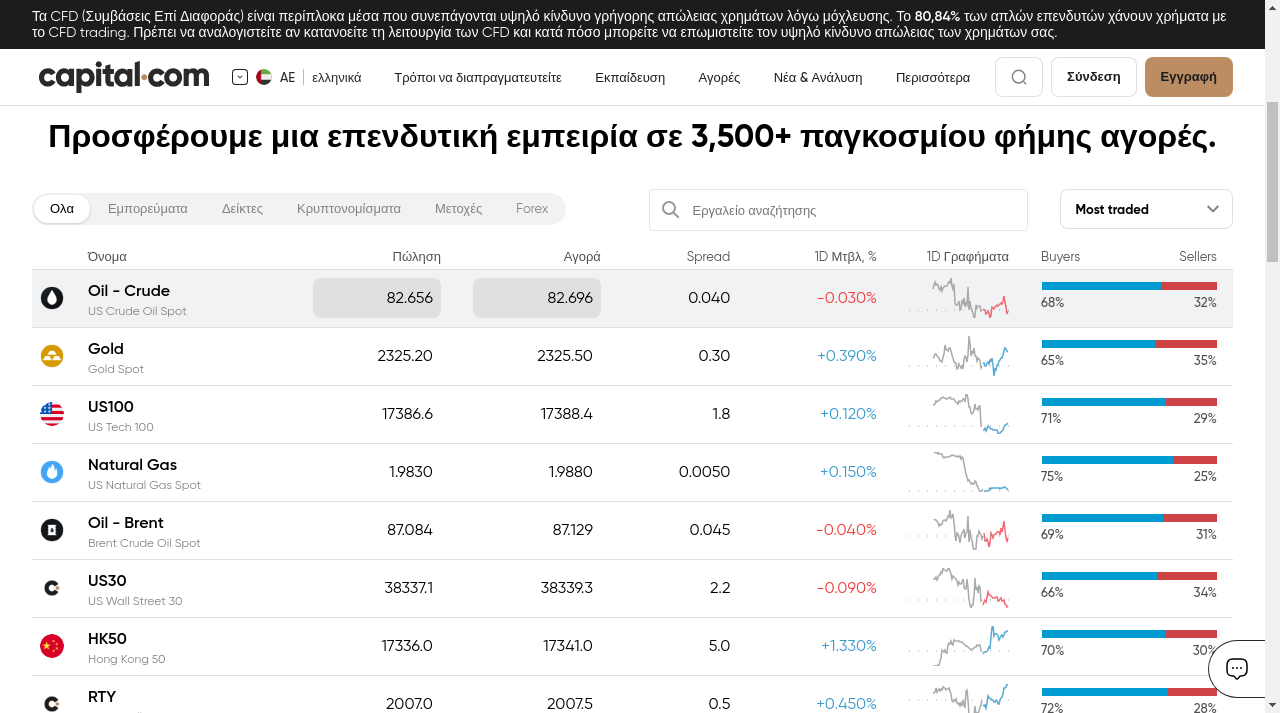 Τα CFD (Συμβάσεις Επί Διαφοράς) είναι περίπλοκα μέσα που συνεπάγονται υψηλό κίνδυνο γρήγορης απώλειας χρημάτων λόγω μόχλευσης. Το 80,84% των απλών επενδυτών χάνουν χρήματα με
το CFD trading. Πρέπει να αναλογιστείτε αν κατανοείτε τη λειτουργία των CFD και κατά πόσο μπορείτε να επωμιστείτε τον υψηλό κίνδυνο απώλειας των χρημάτων σας.
capital.com AE ελληνικά Τρόποι να διαπραγματευτείτε Εκπαίδευση Αγορές Νέα & Ανάλυση Περισσότερα Σύνδεση Εγγραφή
Προσφέρουμε μια επενδυτική εμπειρία σε 3,500+ παγκοσμίου φήμης αγορές.
Ολα Εμπορεύματα Δείκτες Κρυπτονομίσματα Μετοχές Forex Εργαλείο αναζήτησης Most traded
Όνομα Πώληση Αγορά Spread 1D Μτβλ, % 1D Γραφήματα Buyers Sellers
Oil - Crude 82.656 82.696 0.040 -0.030% 68% 32%
US Crude Oil Spot
Gold 2325.20 2325.50 0.30 +0.390% 65% 35%
Gold Spot
US100 17386.6 17388.4 1.8 +0.120% 71% 29%
US Tech 100
Natural Gas 1.9830 1.9880 0.0050 +0.150% 75% 25%
US Natural Gas Spot
Oil - Brent 87.084 87.129 0.045 -0.040% 69% 31%
Brent Crude Oil Spot
US30 38337.1 38339.3 2.2 -0.090% 66% 34%
US Wall Street 30
HK50 17336.0 17341.0 5.0 +1.330% 70% 30%
Hong Kong 50
RTY 2007.0 2007.5 0.5 +0.450% 72% 28%